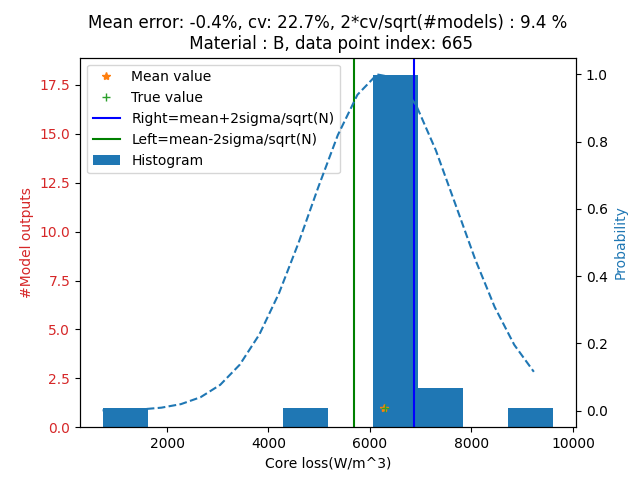 Mean error: -0.4%, cv: 22.7%, 2*cv/sqrt(#models) : 9.4 %
Material : B, data point index: 665
Mean value
True value
Right=mean+2sigma/sqrt(N)
Left=mean-2sigma/sqrt(N)
Histogram
#Model outputs
17.5
15.0
12.5
10.0
7.5
5.0
2.5
0.0
1.0
0.8
0.6
0.4
0.2
0.0
Probability
2000 4000 6000 8000 10000
Core loss(W/m^3)